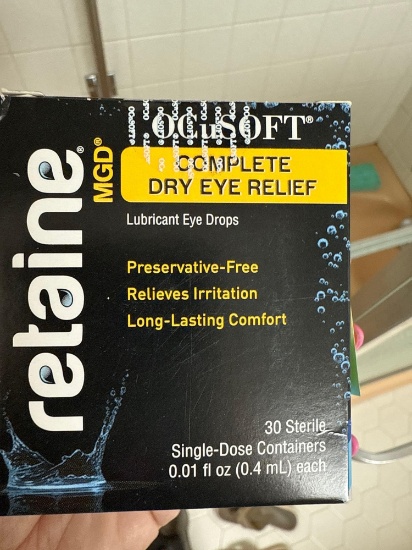 retaine®
MGD®
OCuSOFT®
COMPLETE
DRY EYE RELIEF
Lubricant Eye Drops
Preservative-Free
Relieves Irritation
Long-Lasting Comfort
30 Sterile
Single-Dose Containers
0.01 fl oz (0.4 mL) each